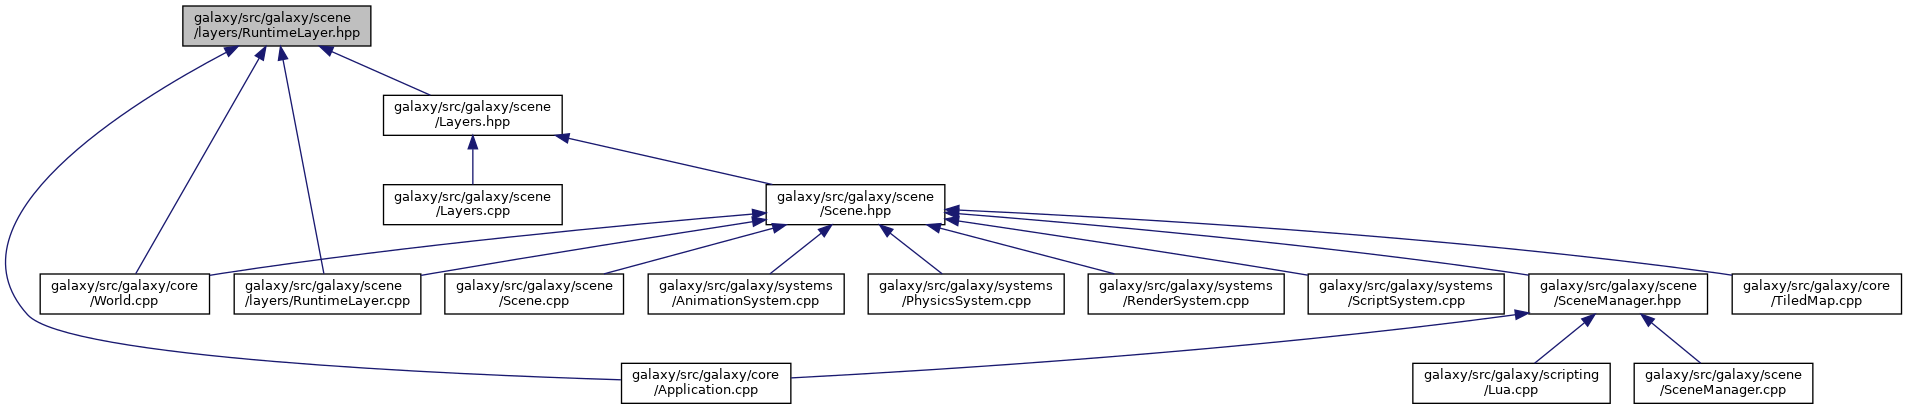 galaxy/src/galaxy/scene
/layers/RuntimeLayer.hpp
galaxy/src/galaxy/scene
/Layers.hpp
galaxy/src/galaxy/scene
/Layers.cpp
galaxy/src/galaxy/scene
/Scene.hpp
galaxy/src/galaxy/core
/World.cpp
galaxy/src/galaxy/scene
/layers/RuntimeLayer.cpp
galaxy/src/galaxy/scene
/Scene.cpp
galaxy/src/galaxy/systems
/AnimationSystem.cpp
galaxy/src/galaxy/systems
/PhysicsSystem.cpp
galaxy/src/galaxy/systems
/RenderSystem.cpp
galaxy/src/galaxy/systems
/ScriptSystem.cpp
galaxy/src/galaxy/scene
/SceneManager.hpp
galaxy/src/galaxy/core
/TiledMap.cpp
galaxy/src/galaxy/core
/Application.cpp
galaxy/src/galaxy/scripting
/Lua.cpp
galaxy/src/galaxy/scene
/SceneManager.cpp